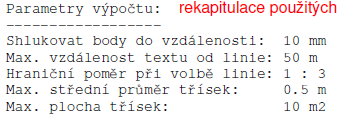 Parametry výpočtu: rekapitulace použitých
------------------
Shlukovat body do vzdálenosti: 10 mm
Max. vzdálenost textu od linie: 50 m
Hraniční poměr při volbě linie: 1 : 3
Max. střední průměr třísek: 0.5 m
Max. plocha třísek: 10 m2